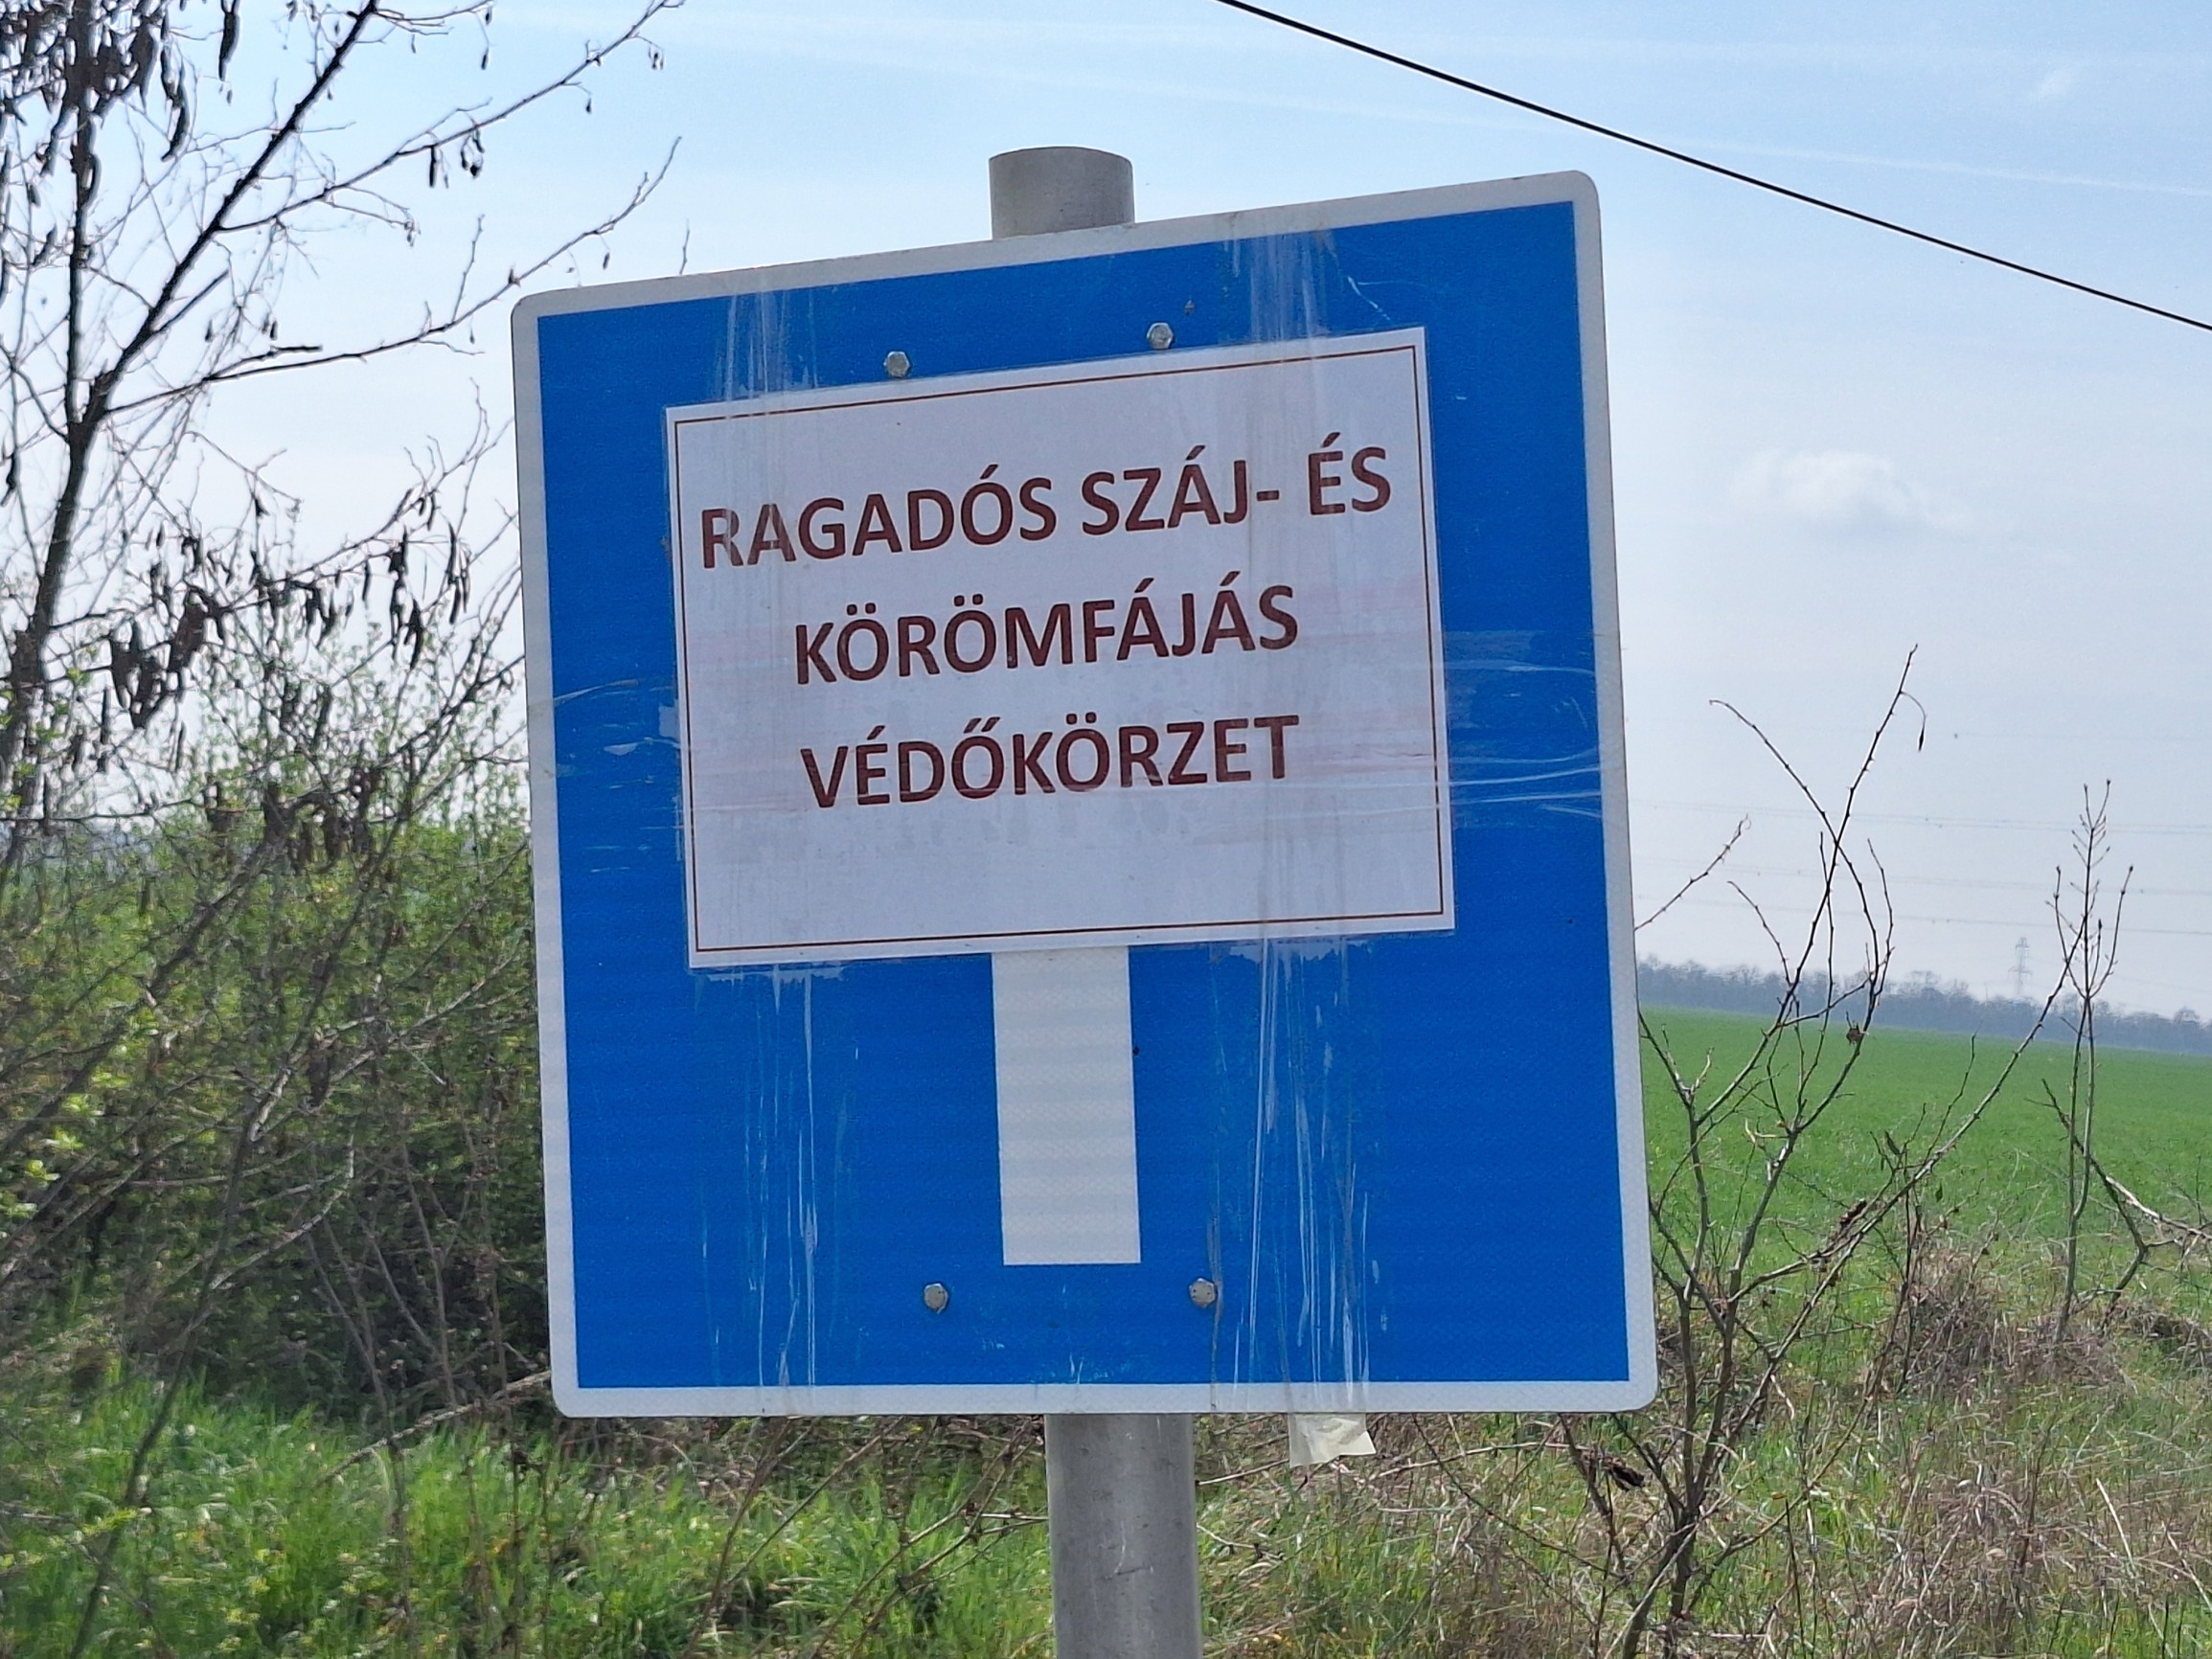 RAGADÓS SZÁJ- ÉS
KÖRÖMFÁJÁS
VÉDŐKÖRZET